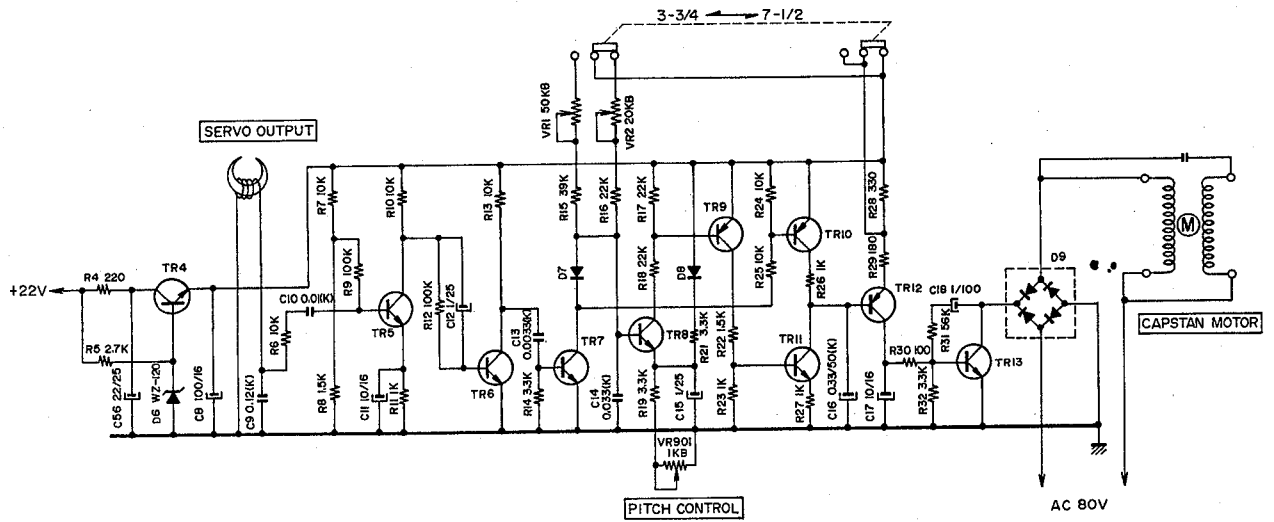 3-3/4 7-1/2
SERVO OUTPUT
VR1 50KB
VR2 20KB
R7 10K
R10 10K
R13 10K
R15 39K
R16 22K
R17 22K
R24 10K
R28 330
TR9
TR10
D9
M
R4 220
TR4
+22V
R9 100K
C10 0.01(K)
R12 100K
C12 1/25
D7
R18 22K
D8
R25 10K
R26 1K
R29 180
TR12
C18 1/100
CAPSTAN MOTOR
R5 2.7K
R6 10K
TR5
C13
0.0033(K)
TR7
TR8
R21 3.3K
R22 1.5K
TR11
R31 56K
R30 100
TR13
TR6
C56 22/25
D6 WZ-120
C8 100/16
C9 0.12(K)
R8 1.5K
C11 10/16
R11 1K
R14 3.3K
C14
0.033(K)
R19 3.3K
C15 1/25
R23 1K
R27 1K
C16 0.33/50(K)
C17 10/16
R32 3.3K
VR901
1KB
PITCH CONTROL
AC 80V